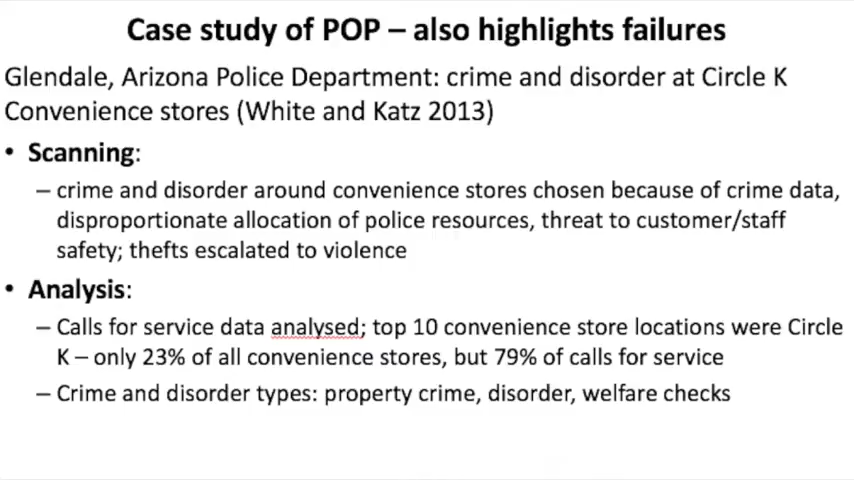 Case study of POP – also highlights failures
Glendale, Arizona Police Department: crime and disorder at Circle K
Convenience stores (White and Katz 2013)
• Scanning:
– crime and disorder around convenience stores chosen because of crime data,
disproportionate allocation of police resources, threat to customer/staff
safety; thefts escalated to violence
• Analysis:
– Calls for service data analysed; top 10 convenience store locations were Circle
K – only 23% of all convenience stores, but 79% of calls for service
– Crime and disorder types: property crime, disorder, welfare checks